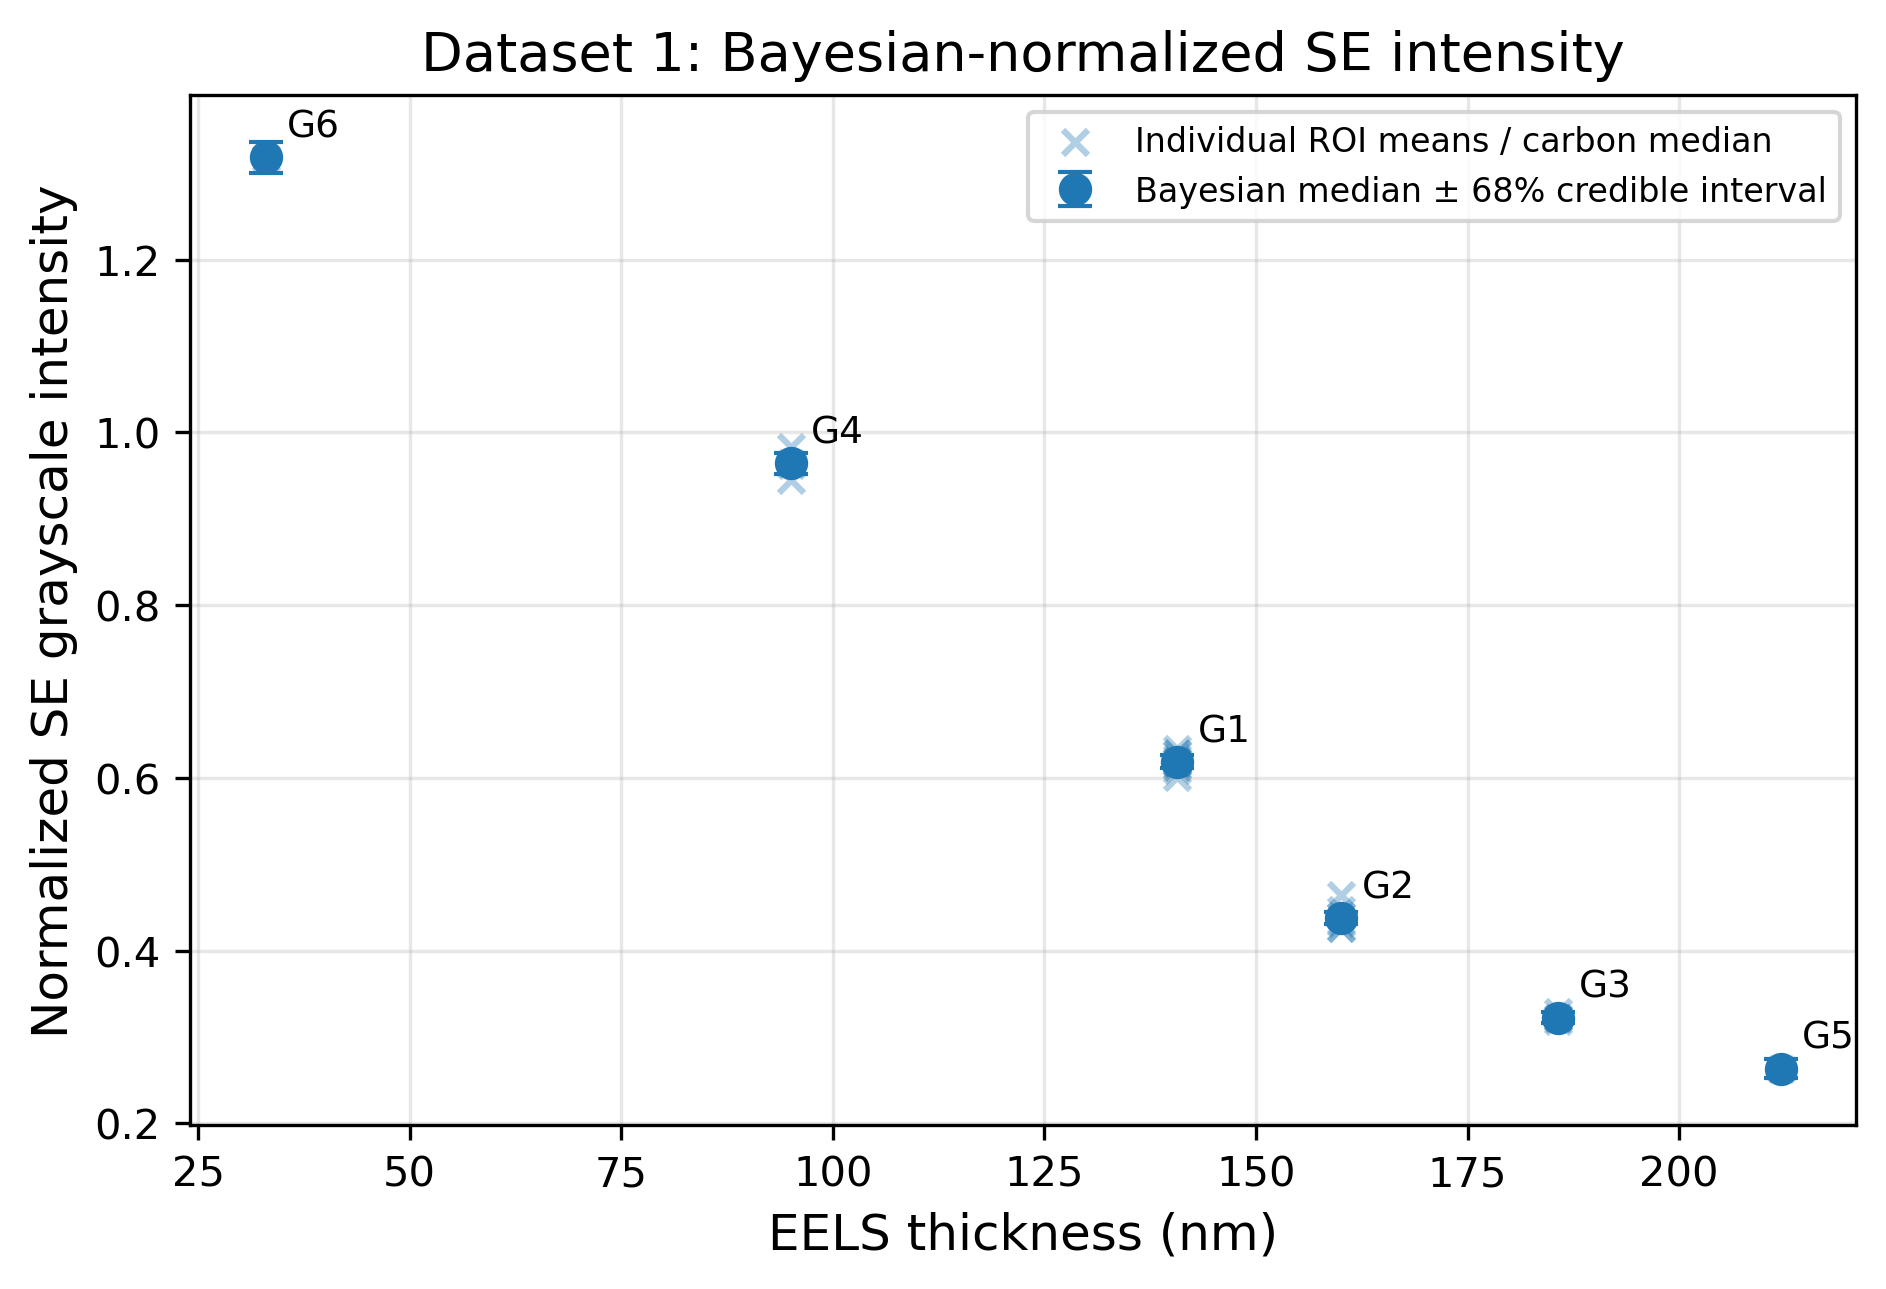 Dataset 1: Bayesian-normalized SE intensity
Individual ROI means / carbon median
Bayesian median ± 68% credible interval
G6
G4
G1
G2
G3
G5
Normalized SE grayscale intensity
1.2
1.0
0.8
0.6
0.4
0.2
25 50 75 100 125 150 175 200
EELS thickness (nm)